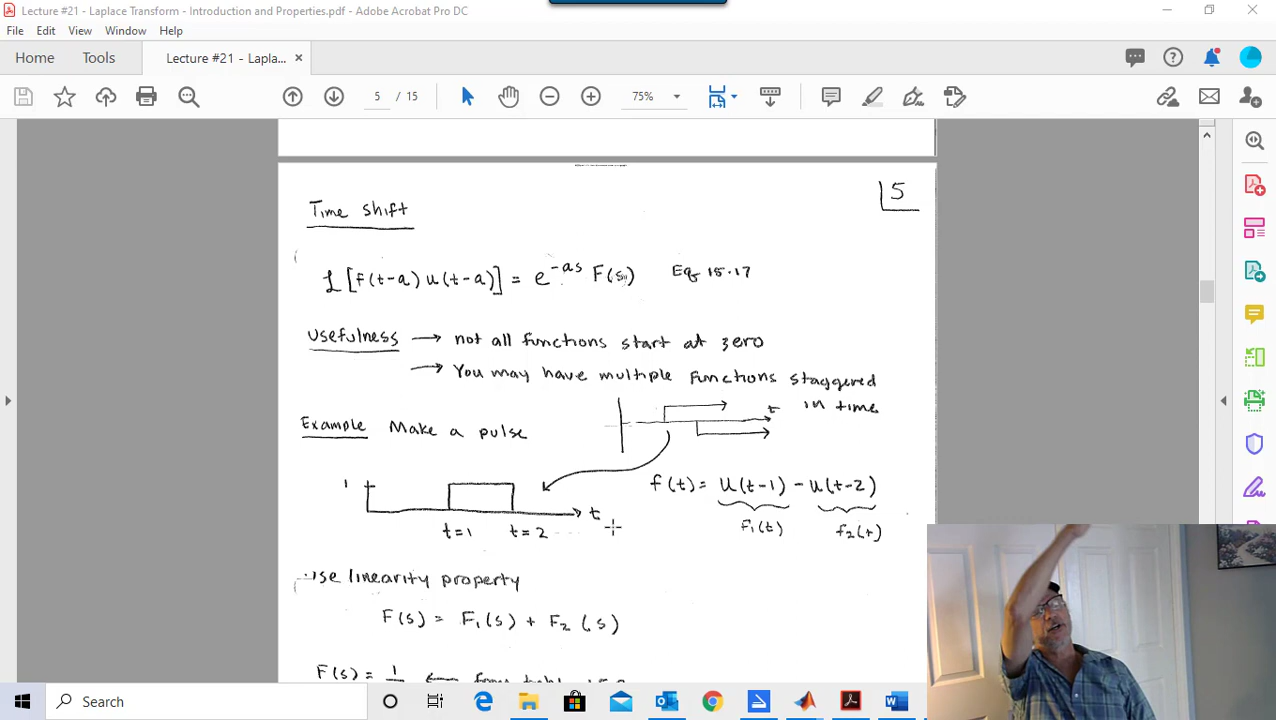 Lecture #21 - Laplace Transform - Introduction and Properties.pdf - Adobe Acrobat Pro DC
File Edit View Window Help
Home Tools Lecture #21 - Lapla... ×
5 / 15 75%
5
Time shift
ℒ[f(t-a) u(t-a)] = e^-as F(s) Eq 15.17
Usefulness → not all functions start at zero
→ You may have multiple functions staggered
in time
t
Example Make a pulse
1
t
t=1 t=2
f(t) = u(t-1) - u(t-2)
f₁(t) f₂(t)
use linearity property
F(s) = F₁(s) + F₂(s)
F(s) = 1
Search